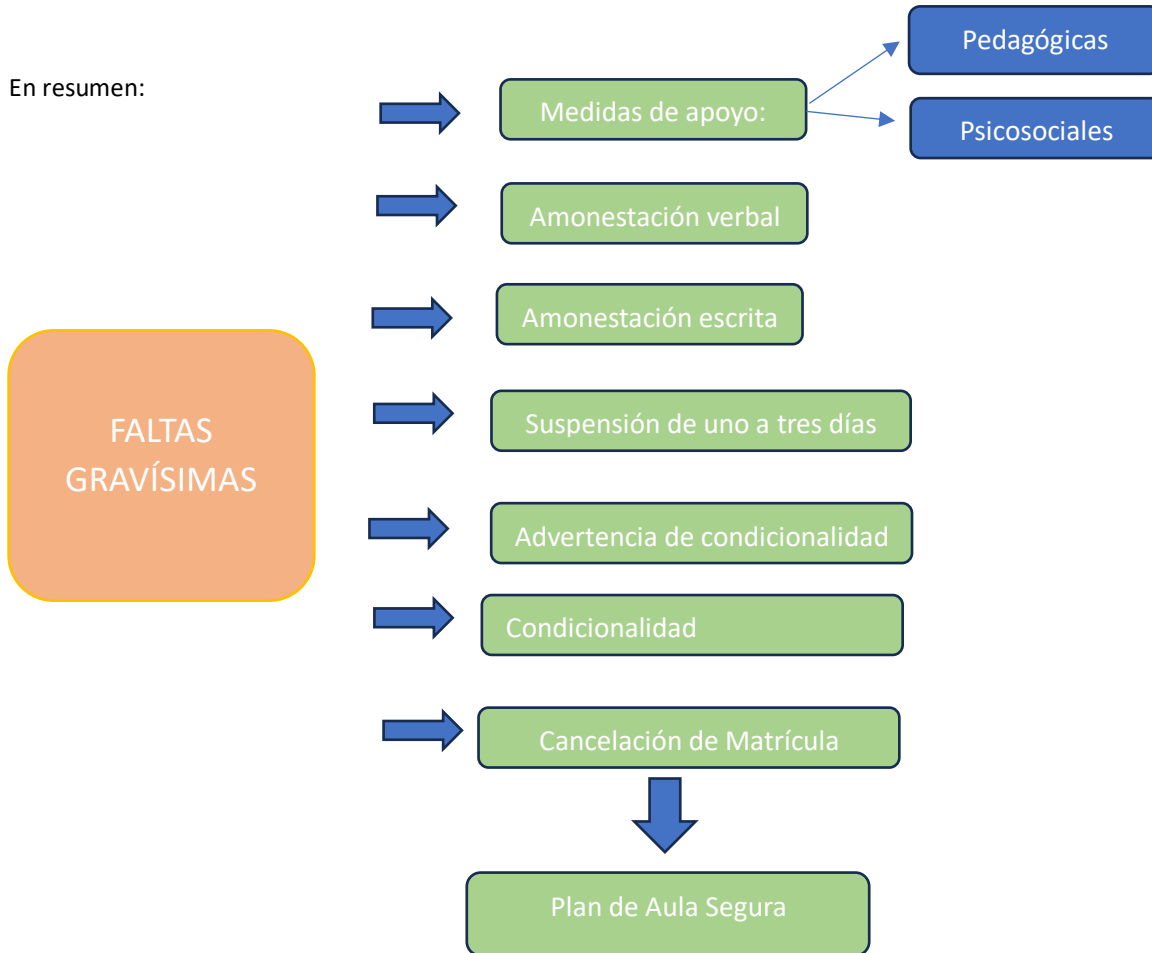 Pedagógicas
En resumen:
Medidas de apoyo:
Psicosociales
Amonestación verbal
Amonestación escrita
FALTAS
GRAVÍSIMAS
Suspensión de uno a tres días
Advertencia de condicionalidad
Condicionalidad
Cancelación de Matrícula
Plan de Aula Segura